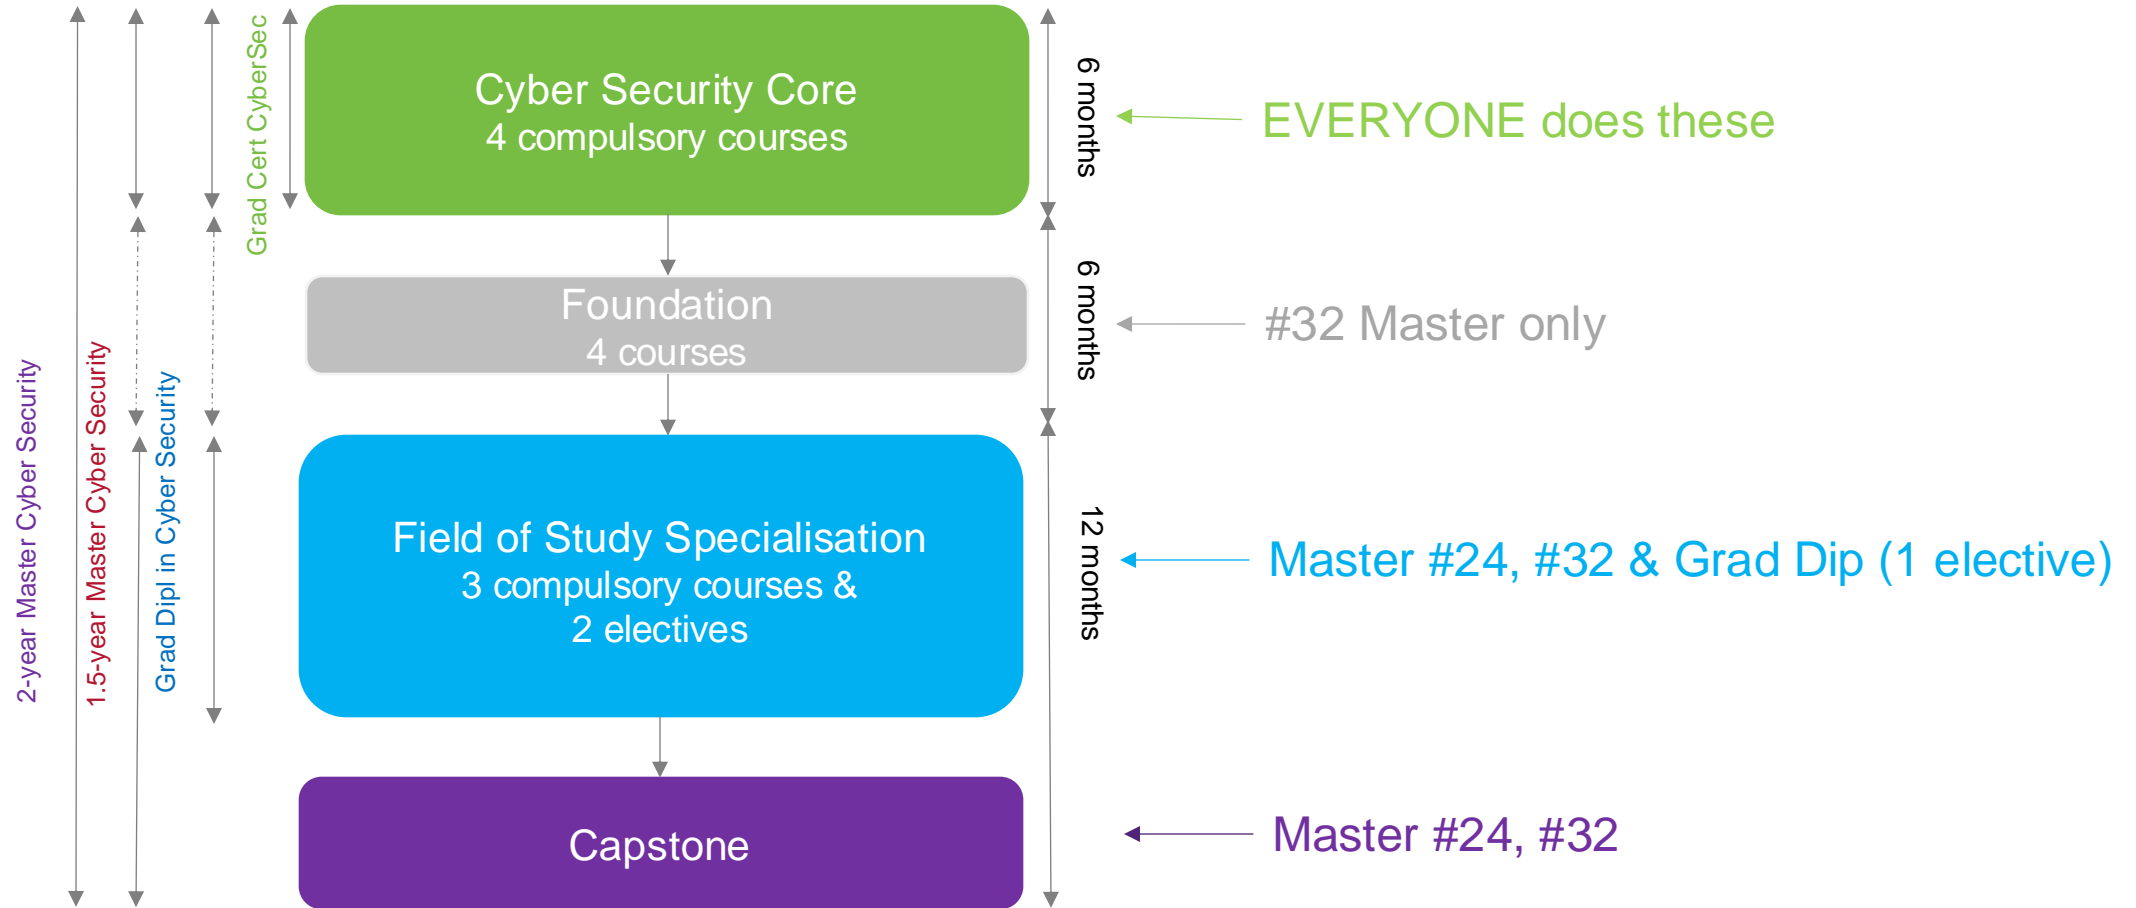 2-year Master Cyber Security
1.5-year Master Cyber Security
Grad Dipl in Cyber Security
Grad Cert CyberSec
Cyber Security Core
4 compulsory courses
6 months
EVERYONE does these
Foundation
4 courses
6 months
#32 Master only
Field of Study Specialisation
3 compulsory courses &
2 electives
12 months
Master #24, #32 & Grad Dip (1 elective)
Capstone
Master #24, #32